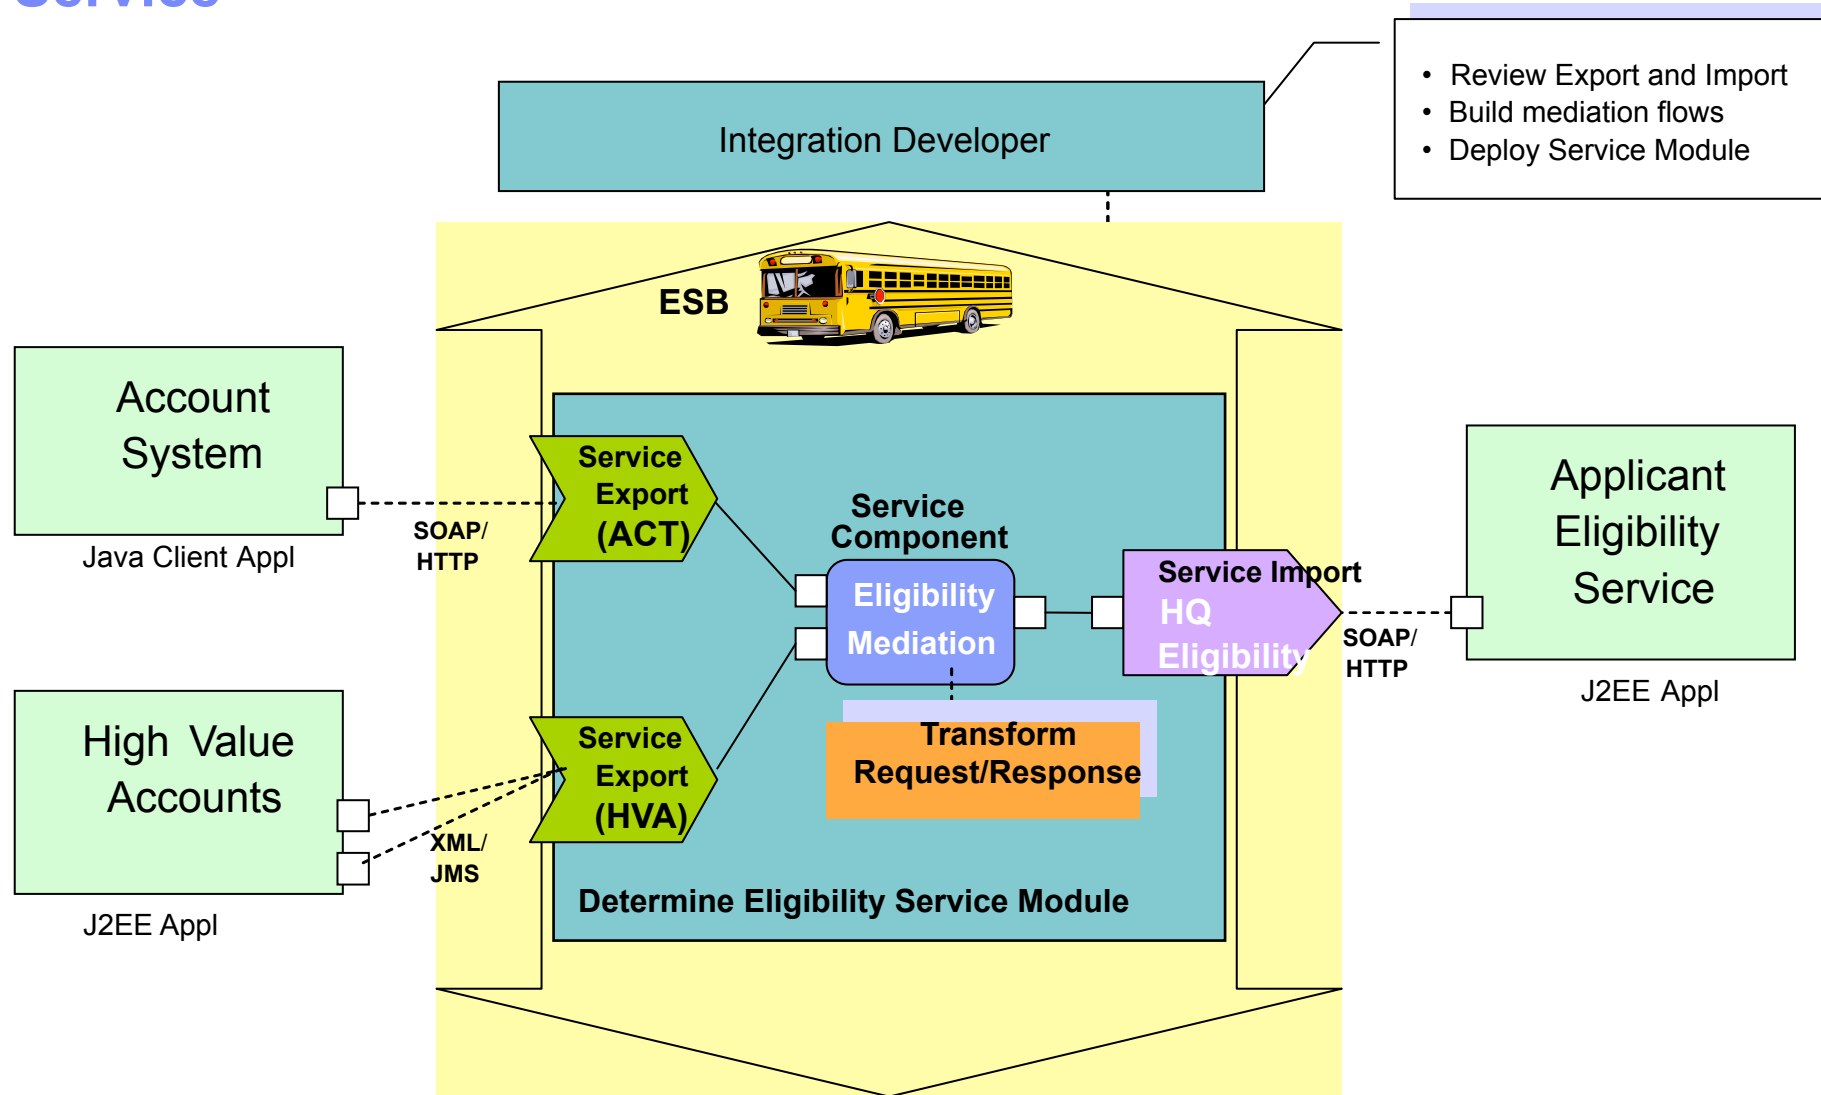 Service
• Review Export and Import
• Build mediation flows
• Deploy Service Module
Integration Developer
ESB
Account
System
Java Client Appl
SOAP/
HTTP
Service
Export
(ACT)
Service
Component
Eligibility
Mediation
Service Import
HQ
Eligibility
SOAP/
HTTP
Applicant
Eligibility
Service
J2EE Appl
High Value
Accounts
J2EE Appl
XML/
JMS
Service
Export
(HVA)
Transform
Request/Response
Determine Eligibility Service Module